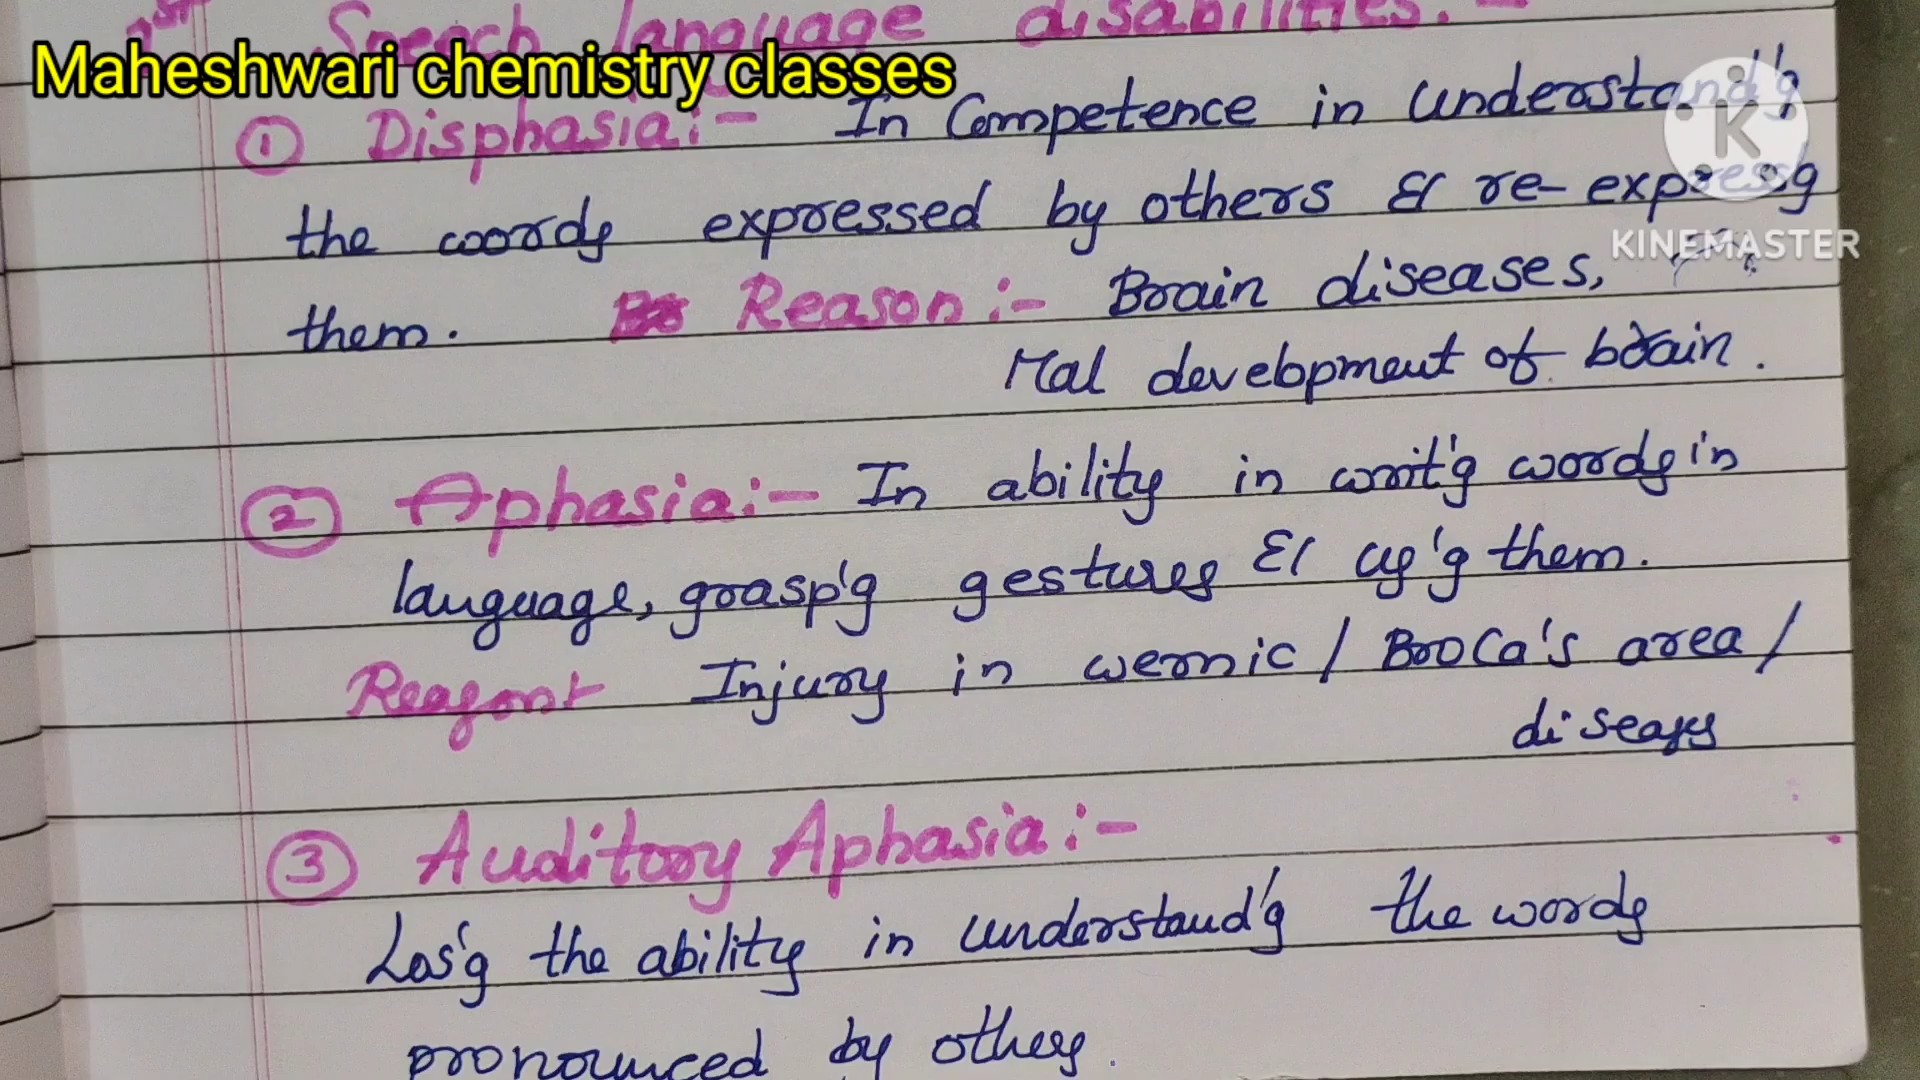 1st Speech language disabilities:-
Maheshwari chemistry classes
① Disphasia:- In Competence in understand'g
the words expressed by others & re-express'g
KINEMASTER
them. Reason:- Brain diseases,
Mal development of brain.
② Aphasia:- In ability in writ'g words in
language, grasp'g gestures & us'g them.
Reason:- Injury in wernic / BroCa's area /
diseases
③ Auditory Aphasia:-
Los'g the ability in understand'g the words
pronounced by others.